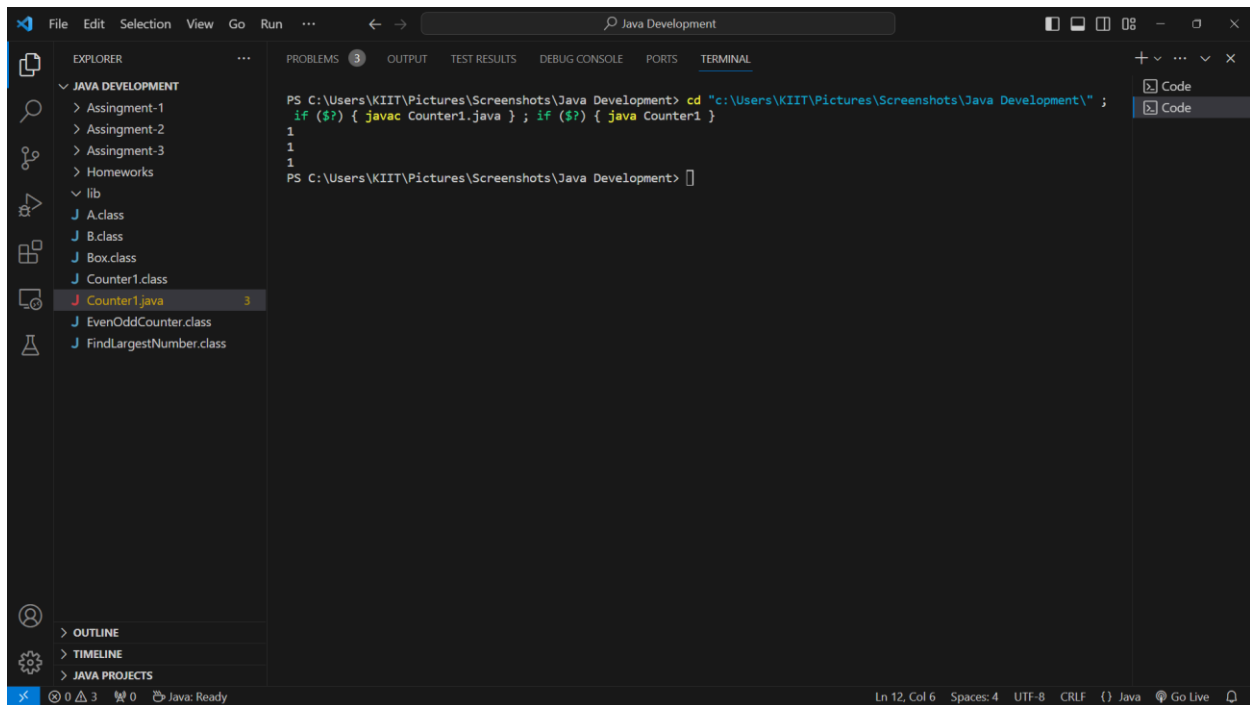 File Edit Selection View Go Run ··· ← → Java Development
EXPLORER ···
JAVA DEVELOPMENT
> Assingment-1
> Assingment-2
> Assingment-3
> Homeworks
lib
J A.class
J B.class
J Box.class
J Counter1.class
J Counter1.java 3
J EvenOddCounter.class
J FindLargestNumber.class
> OUTLINE
> TIMELINE
> JAVA PROJECTS
PROBLEMS 3 OUTPUT TEST RESULTS DEBUG CONSOLE PORTS TERMINAL
PS C:\Users\KIIT\Pictures\Screenshots\Java Development> cd "c:\Users\KIIT\Pictures\Screenshots\Java Development\" ;
if ($?) { javac Counter1.java } ; if ($?) { java Counter1 }
1
1
1
PS C:\Users\KIIT\Pictures\Screenshots\Java Development>
Code
Code
0 3 0 Java: Ready Ln 12, Col 6 Spaces: 4 UTF-8 CRLF {} Java Go Live